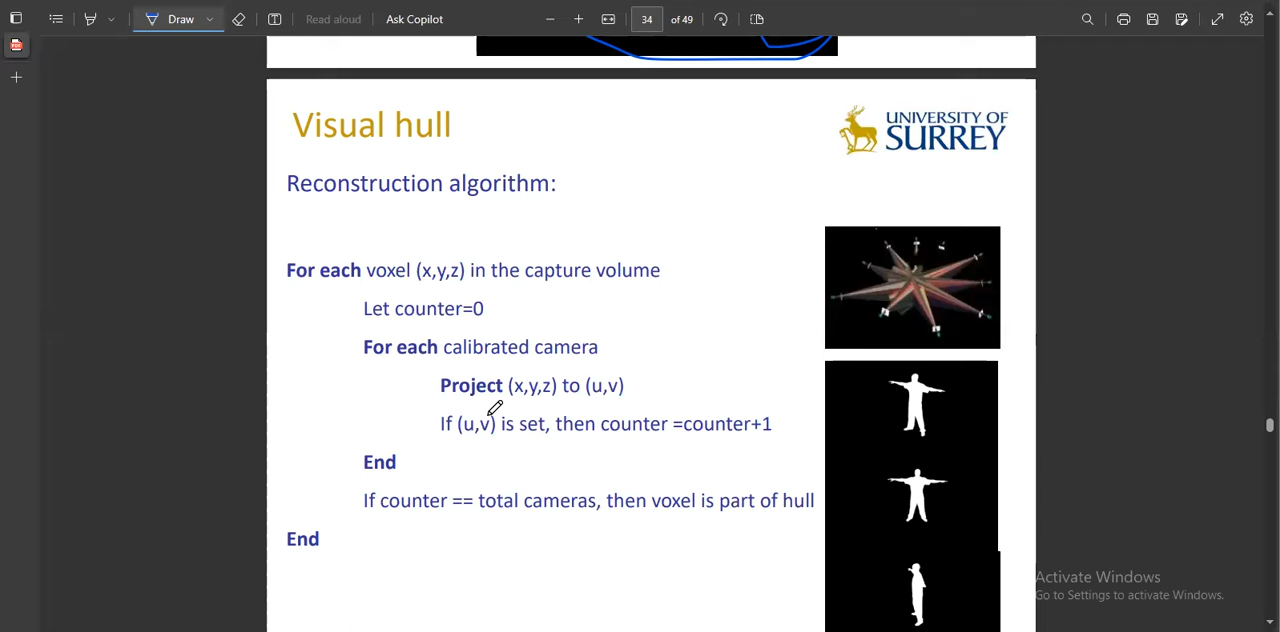 Draw
Read aloud
Ask Copilot
34
of 49
Visual hull
UNIVERSITY OF
SURREY
Reconstruction algorithm:
For each voxel (x,y,z) in the capture volume
Let counter=0
For each calibrated camera
Project (x,y,z) to (u,v)
If (u,v) is set, then counter =counter+1
End
If counter == total cameras, then voxel is part of hull
End
Activate Windows
Go to Settings to activate Windows.